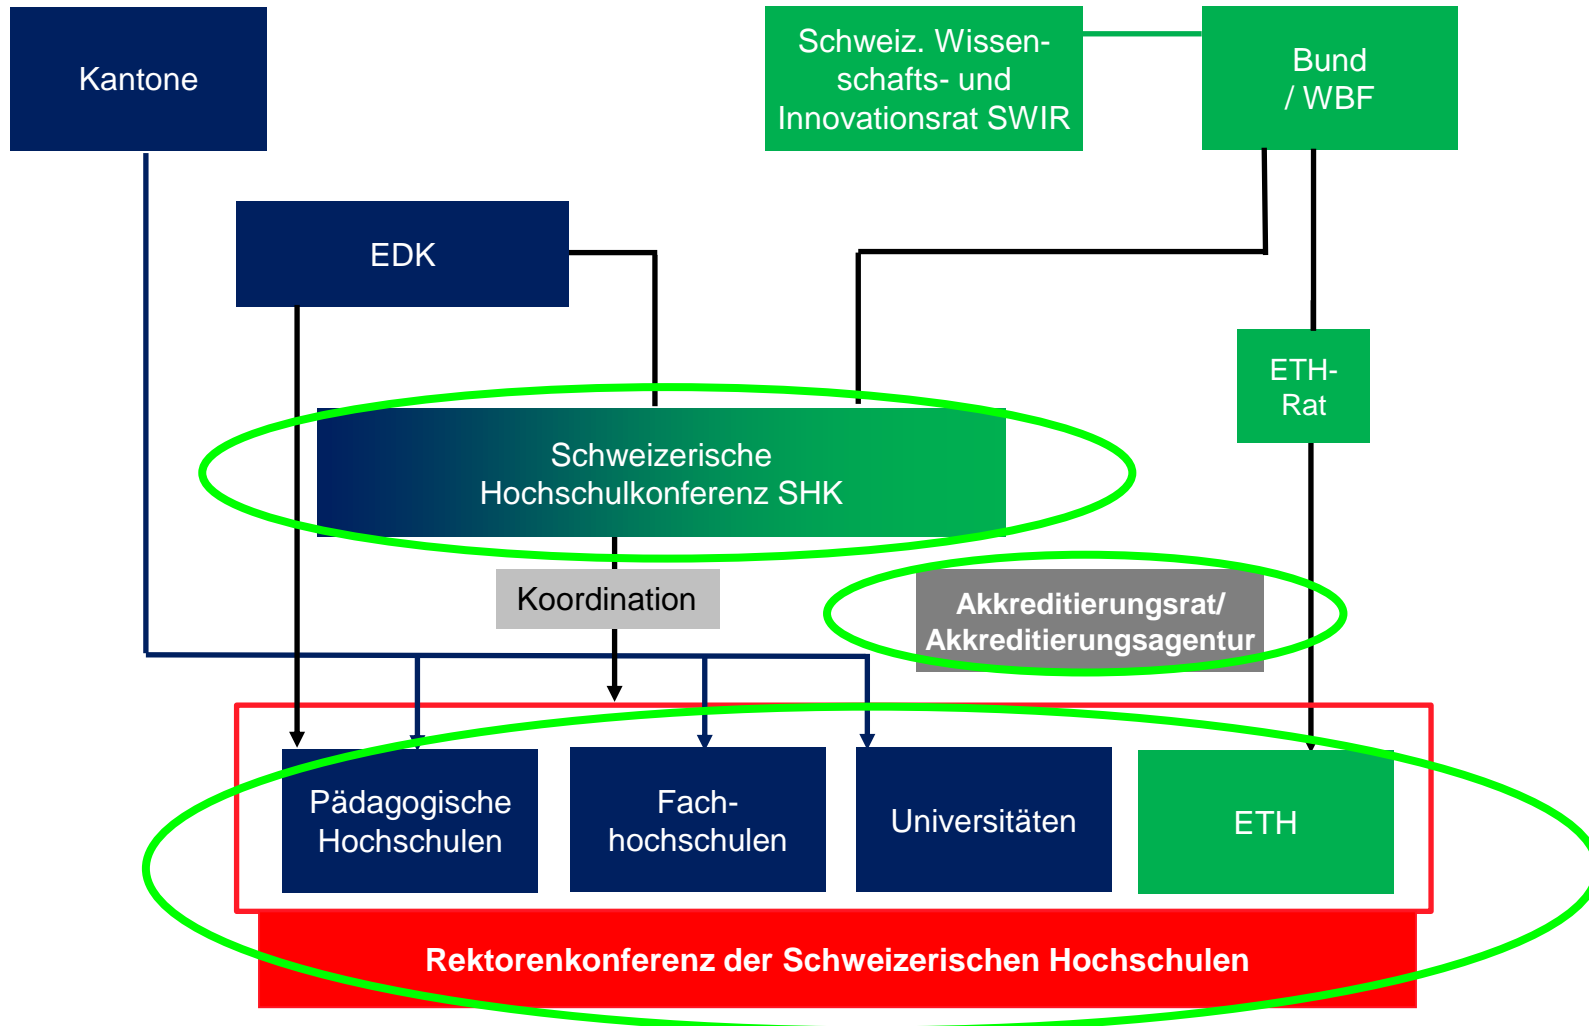 Kantone
Schweiz. Wissen-
schafts- und
Innovationsrat SWIR
Bund
/ WBF
EDK
ETH-
Rat
Schweizerische
Hochschulkonferenz SHK
Koordination
Akkreditierungsrat/
Akkreditierungsagentur
Pädagogische
Hochschulen
Fach-
hochschulen
Universitäten
ETH
Rektorenkonferenz der Schweizerischen Hochschulen